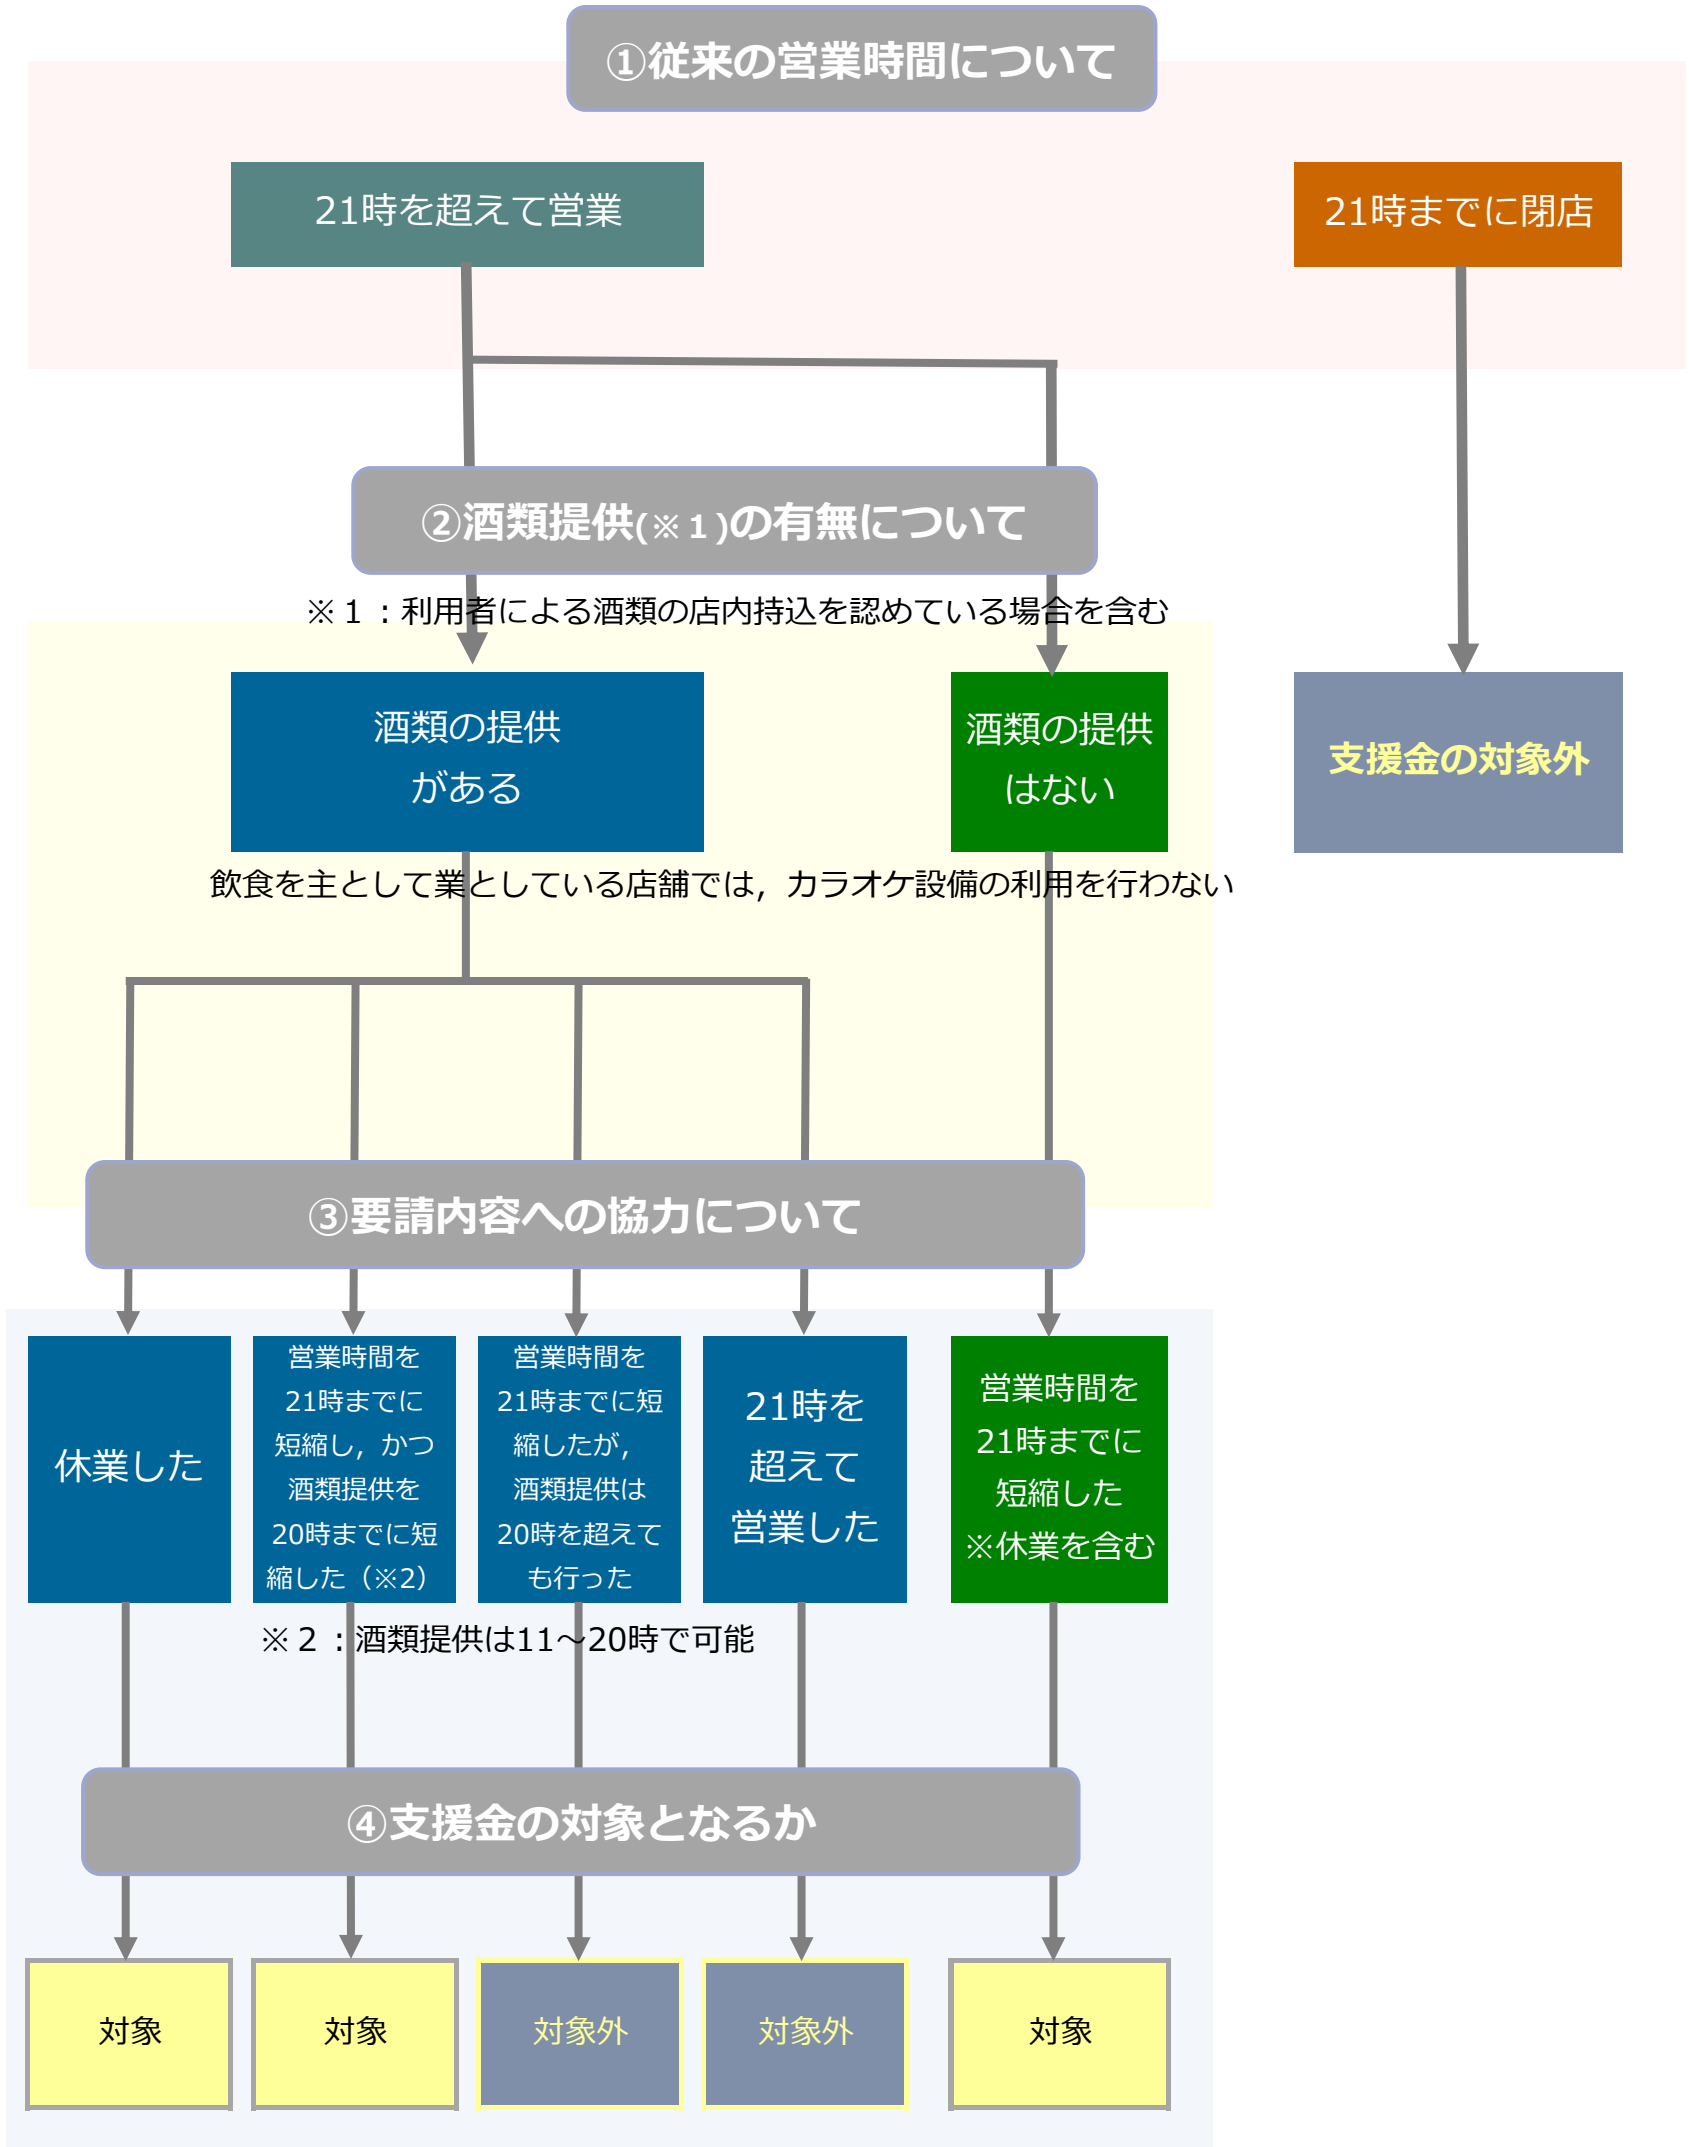 ①従来の営業時間について
21時を超えて営業
21時までに閉店
②酒類提供(※１)の有無について
※１：利用者による酒類の店内持込を認めている場合を含む
酒類の提供
がある
酒類の提供
はない
支援金の対象外
飲食を主として業としている店舗では，カラオケ設備の利用を行わない
③要請内容への協力について
休業した
営業時間を
21時までに
短縮し，かつ
酒類提供を
20時までに短
縮した（※2）
営業時間を
21時までに短
縮したが，
酒類提供は
20時を超えて
も行った
21時を
超えて
営業した
営業時間を
21時までに
短縮した
※休業を含む
※２：酒類提供は11～20時で可能
④支援金の対象となるか
対象
対象
対象外
対象外
対象